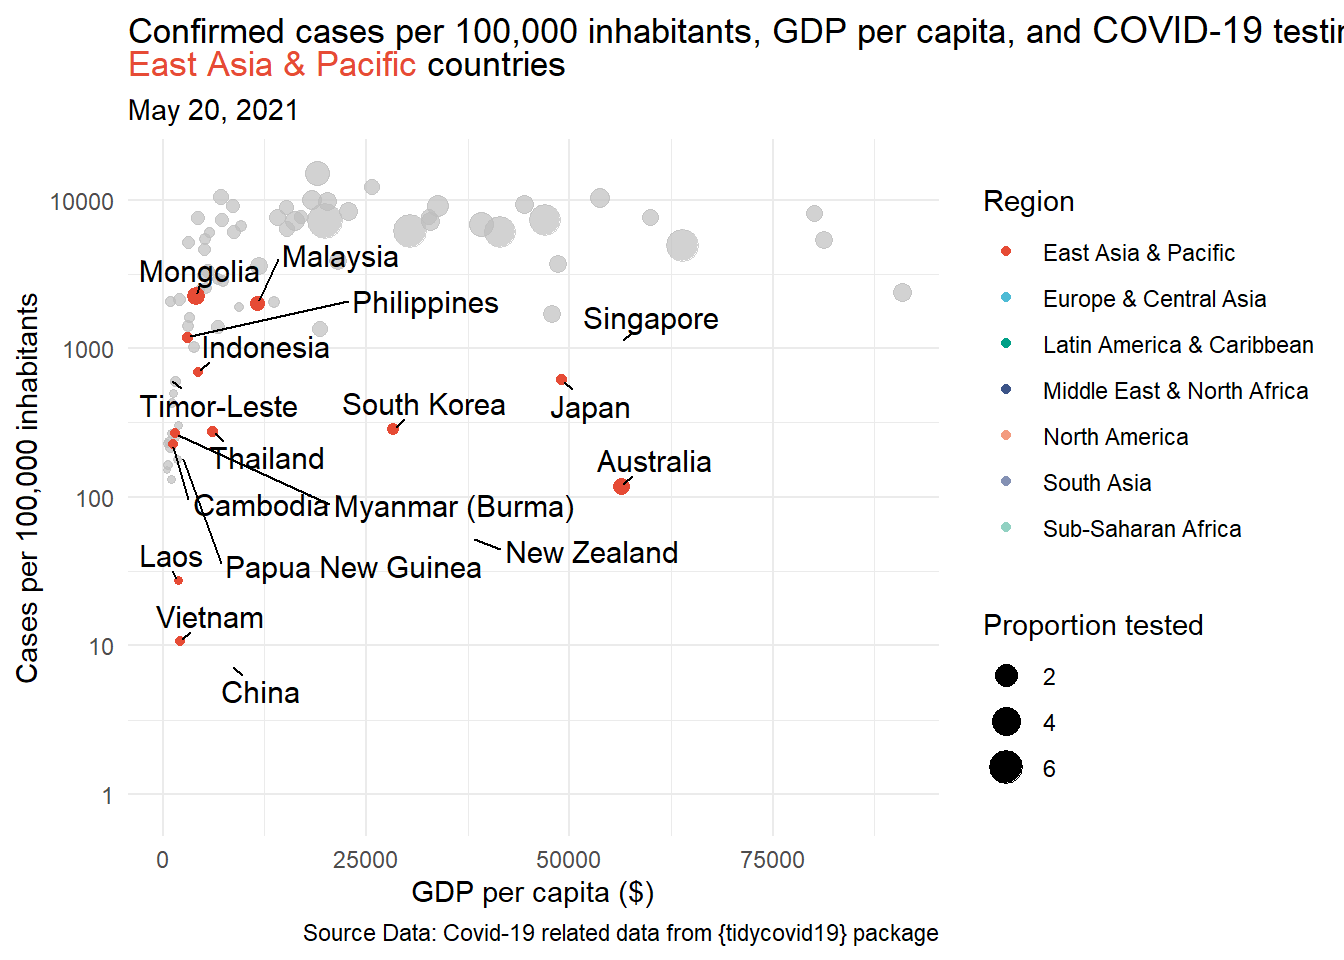 Confirmed cases per 100,000 inhabitants, GDP per capita, and COVID-19
East Asia & Pacific countries
May 20, 2021
Cases per 100,000 inhabitants
10000
1000
100
10
1
Mongolia
Malaysia
Philippines
Singapore
Indonesia
Timor-Leste
South Korea
Japan
Thailand
Australia
Cambodia
Myanmar (Burma)
Laos
Papua New Guinea
New Zealand
Vietnam
China
0
25000
50000
75000
GDP per capita ($)
Source Data: Covid-19 related data from {tidycovid19} package
Region
East Asia & Pacific
Europe & Central Asia
Latin America & Caribbean
Middle East & North Africa
North America
South Asia
Sub-Saharan Africa
Proportion tested
2
4
6